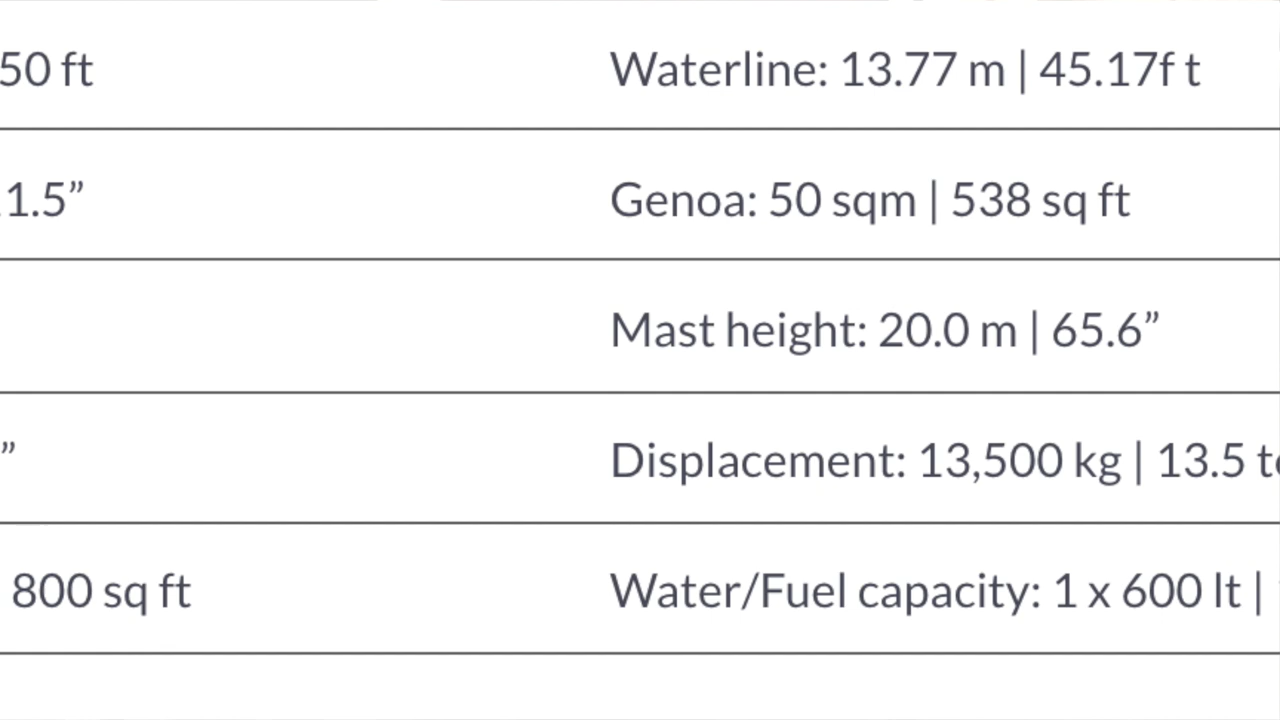 50 ft Waterline: 13.77 m | 45.17f t
1.5” Genoa: 50 sqm | 538 sq ft
Mast height: 20.0 m | 65.6”
” Displacement: 13,500 kg | 13.5
800 sq ft Water/Fuel capacity: 1 x 600 lt |